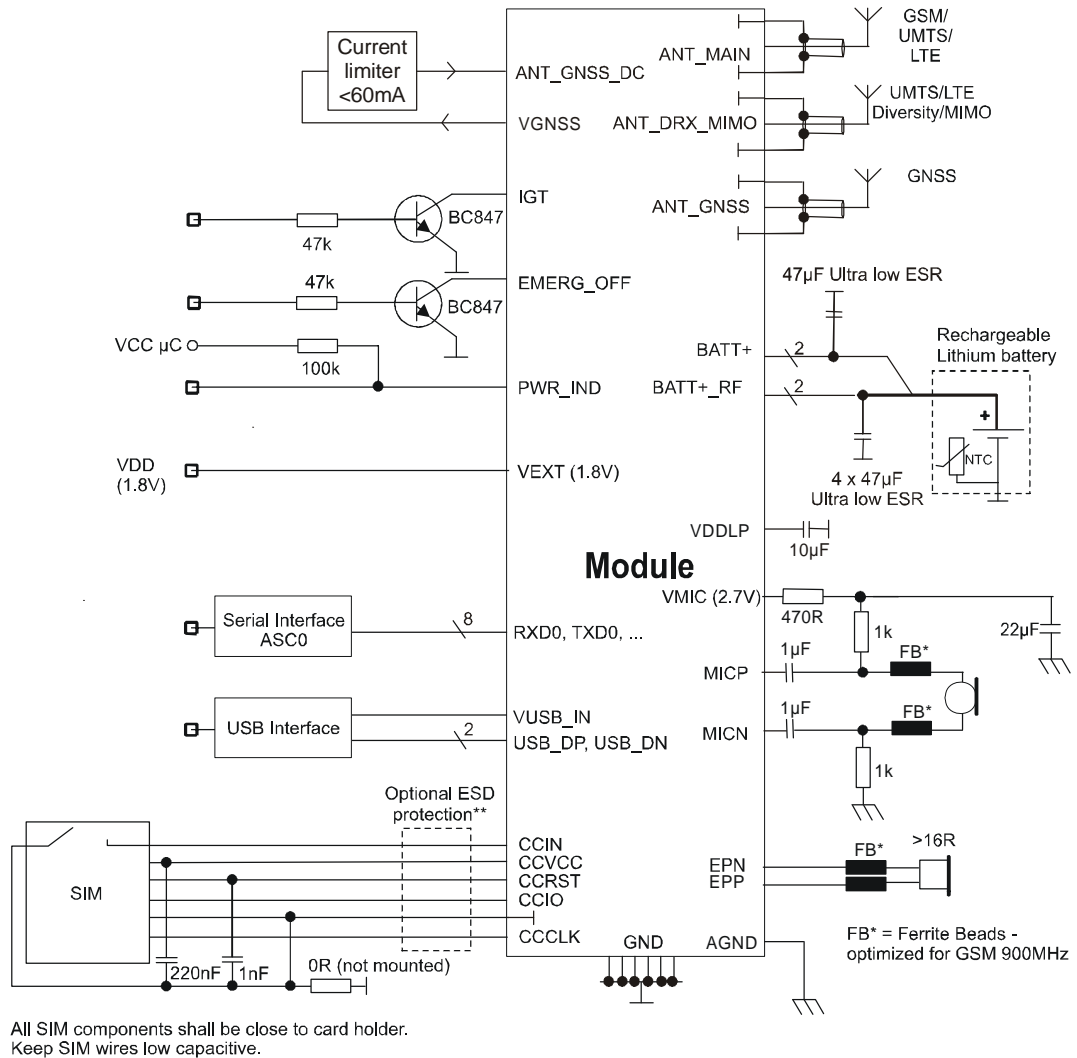 Current
limiter
<60mA
ANT_GNSS_DC
VGNSS
IGT
BC847
47k
47k
EMERG_OFF
BC847
VCC µC
100k
PWR_IND
VDD
(1.8V)
VEXT (1.8V)
Serial Interface
ASC0
8
RXD0, TXD0, ...
USB Interface
VUSB_IN
2
USB_DP, USB_DN
Optional ESD
protection**
SIM
CCIN
CCVCC
CCRST
CCIO
CCCLK
220nF
1nF
0R (not mounted)
Module
GND
ANT_MAIN
GSM/
UMTS/
LTE
ANT_DRX_MIMO
UMTS/LTE
Diversity/MIMO
ANT_GNSS
GNSS
47µF Ultra low ESR
BATT+
2
BATT+_RF
2
Rechargeable
Lithium battery
+
NTC
4 x 47µF
Ultra low ESR
VDDLP
10µF
VMIC (2.7V)
470R
1k
22µF
1µF
FB*
MICP
1µF
FB*
MICN
1k
EPN
EPP
FB*
>16R
AGND
FB* = Ferrite Beads -
optimized for GSM 900MHz
All SIM components shall be close to card holder.
Keep SIM wires low capacitive.